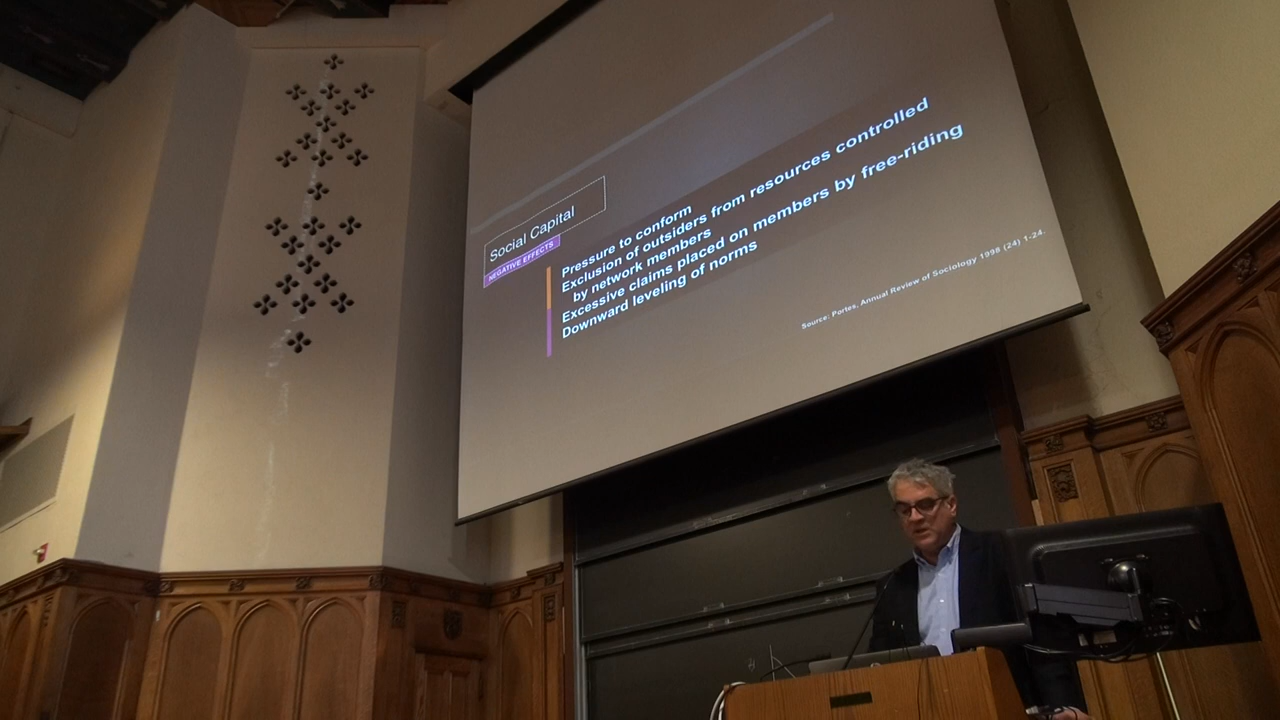 Social Capital
NEGATIVE EFFECTS
Pressure to conform
Exclusion of outsiders from resources controlled
by network members
Excessive claims placed on members by free-riding
Downward leveling of norms
Source: Portes, Annual Review of Sociology 1998 (24) 1-24.